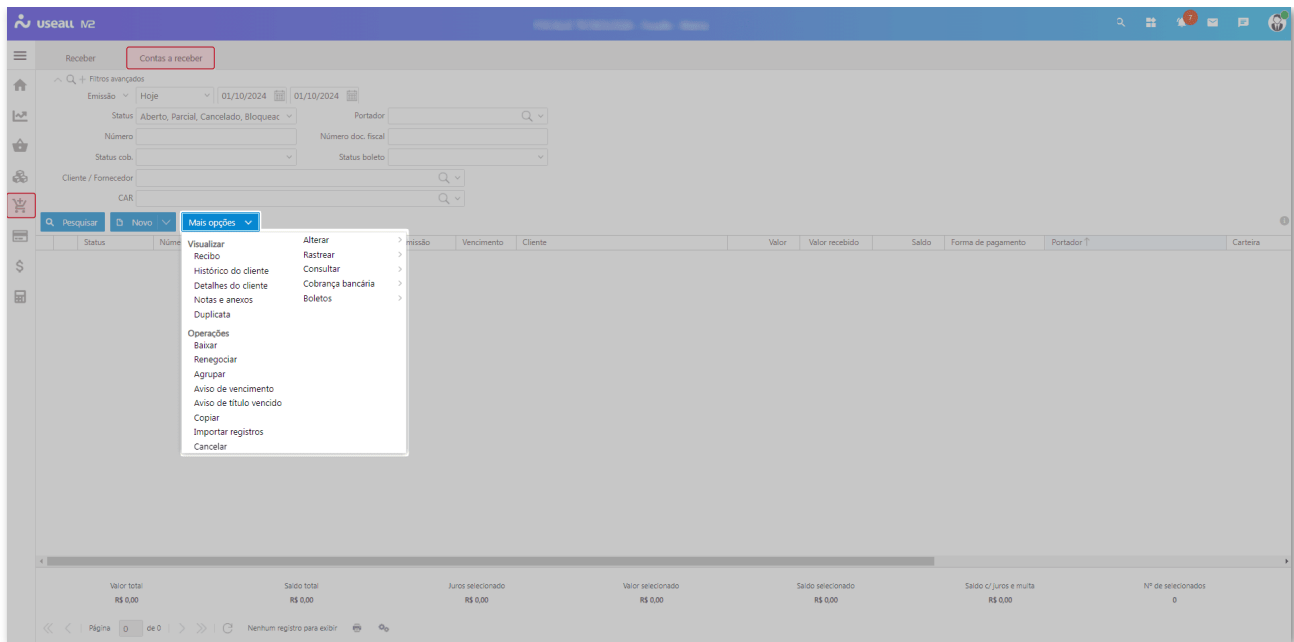 useall M2
7
Receber Contas a receber
Filtros avançados
Emissão Hoje 01/10/2024 01/10/2024
Status Aberto, Parcial, Cancelado, Bloqueac Portador
Número Número doc. fiscal
Status cob. Status boleto
Cliente / Fornecedor
CAR
Pesquisar Novo Mais opções
Status Núme missão Vencimento Cliente Valor Valor recebido Saldo Forma de pagamento Portador Carteira
Visualizar
Recibo
Histórico do cliente
Detalhes do cliente
Notas e anexos
Duplicata
Operações
Baixar
Renegociar
Agrupar
Aviso de vencimento
Aviso de título vencido
Copiar
Importar registros
Cancelar
Alterar
Rastrear
Consultar
Cobrança bancária
Boletos
Valor total Saldo total Juros selecionado Valor selecionado Saldo selecionado Saldo c/ juros e multa Nº de selecionados
R$ 0,00 R$ 0,00 R$ 0,00 R$ 0,00 R$ 0,00 R$ 0,00 0
Página 0 de 0 Nenhum registro para exibir